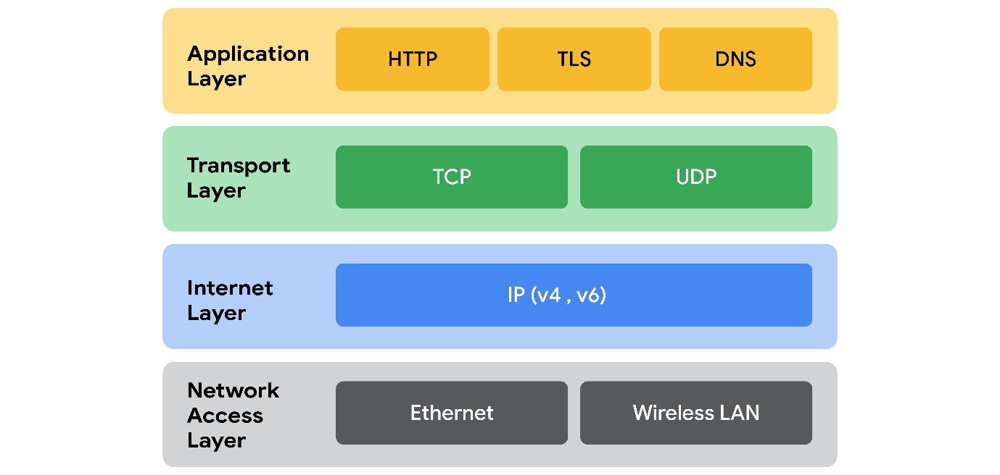 Application
Layer
HTTP
TLS
DNS
Transport
Layer
TCP
UDP
Internet
Layer
IP (v4 , v6)
Network
Access
Layer
Ethernet
Wireless LAN